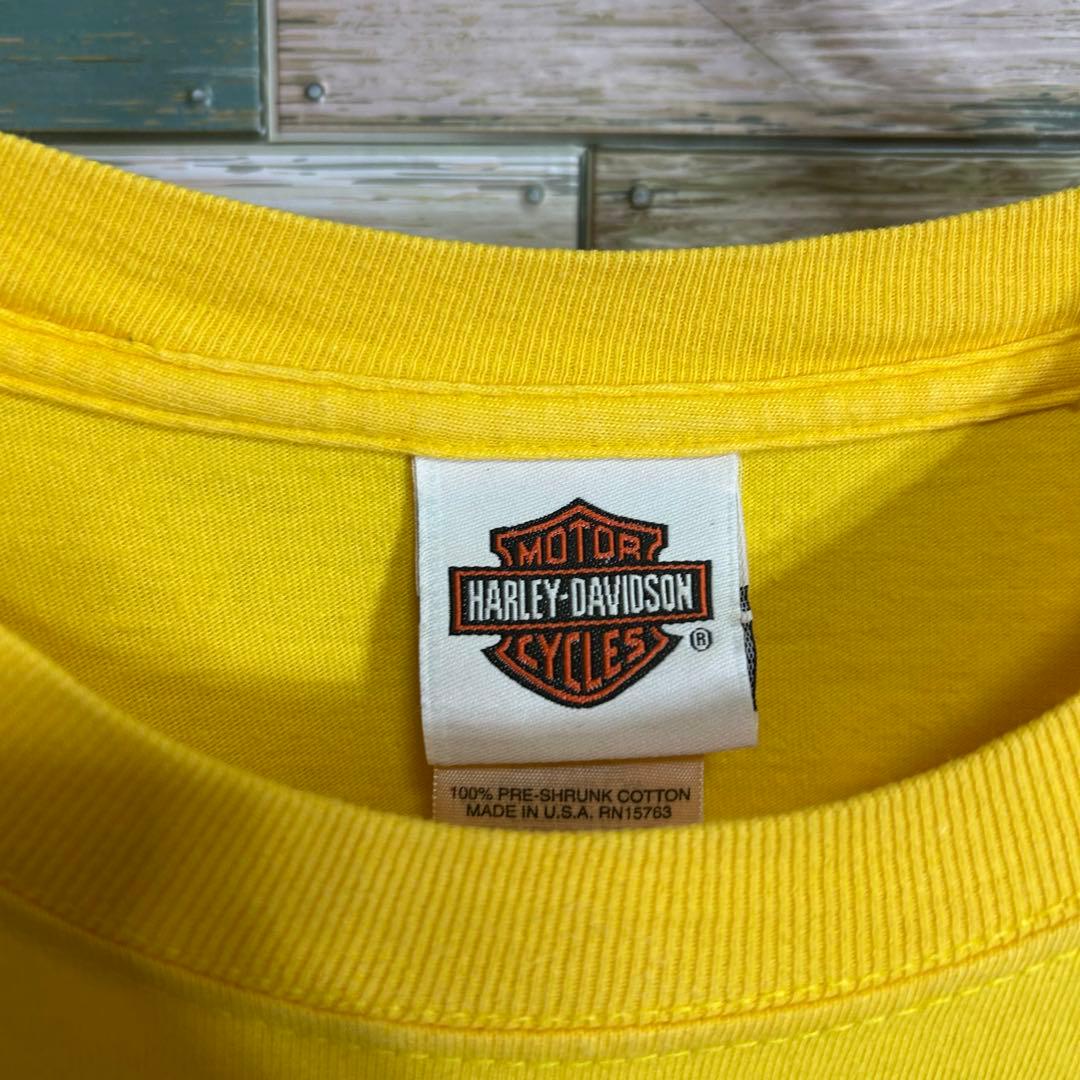 MOTOR
HARLEY-DAVIDSON
CYCLES
®
100% PRE-SHRUNK COTTON
MADE IN U.S.A. RN15763